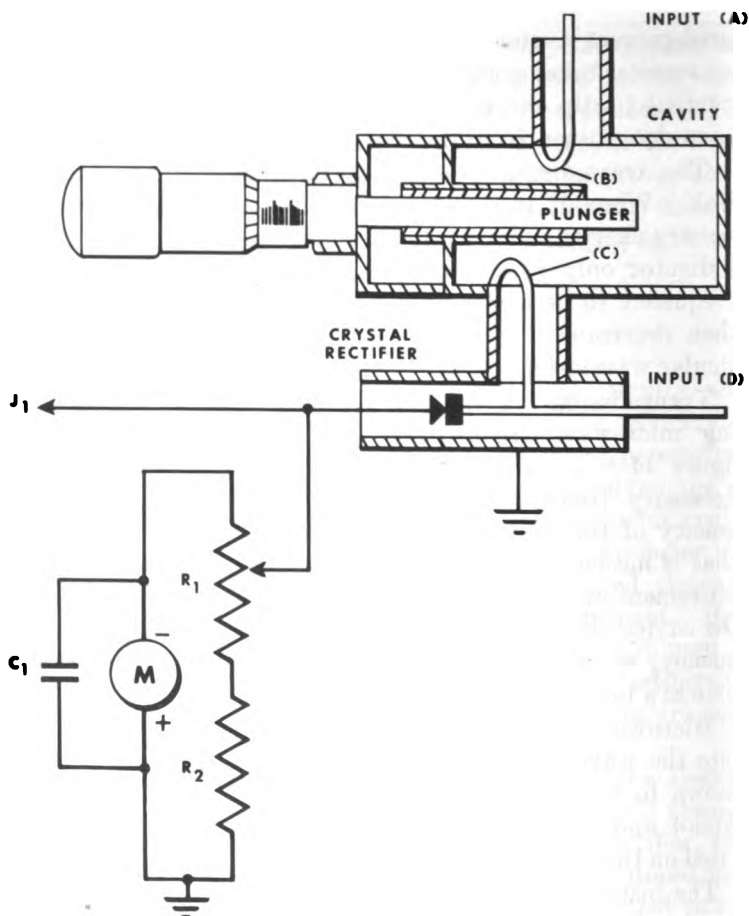 INPUT (A)
CAVITY
(B)
PLUNGER
(C)
CRYSTAL
RECTIFIER
INPUT (D)
J1
R1
C1
-
M
+
R2